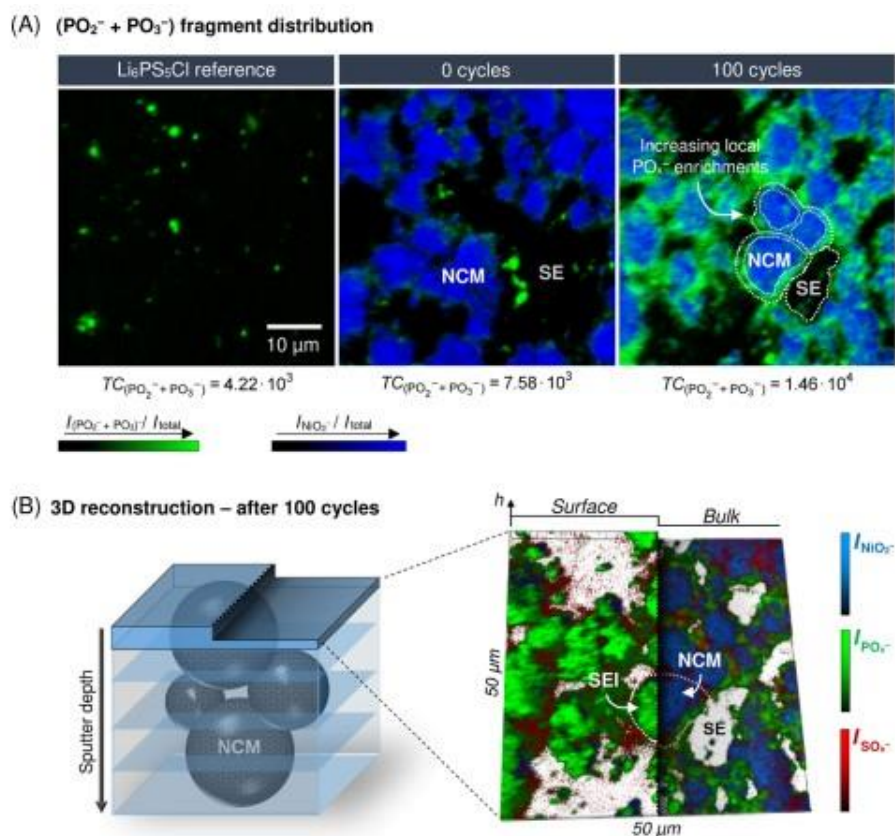 (A) (PO₂⁻ + PO₃⁻) fragment distribution
Li₆PS₅Cl reference
0 cycles
100 cycles
Increasing local
POₓ⁻ enrichments
NCM
SE
NCM
SE
10 µm
TC(PO₂⁻ + PO₃⁻) = 4.22 · 10³
TC(PO₂⁻ + PO₃⁻) = 7.58 · 10³
TC(PO₂⁻ + PO₃⁻) = 1.46 · 10⁴
I(PO₂⁻ + PO₃)⁻ / Itotal
INiO₂⁻ / Itotal
(B) 3D reconstruction – after 100 cycles
h
Surface
Bulk
Sputter depth
NCM
50 µm
SEI
NCM
SE
50 µm
INiO₂⁻
IPOₓ⁻
ISOₓ⁻